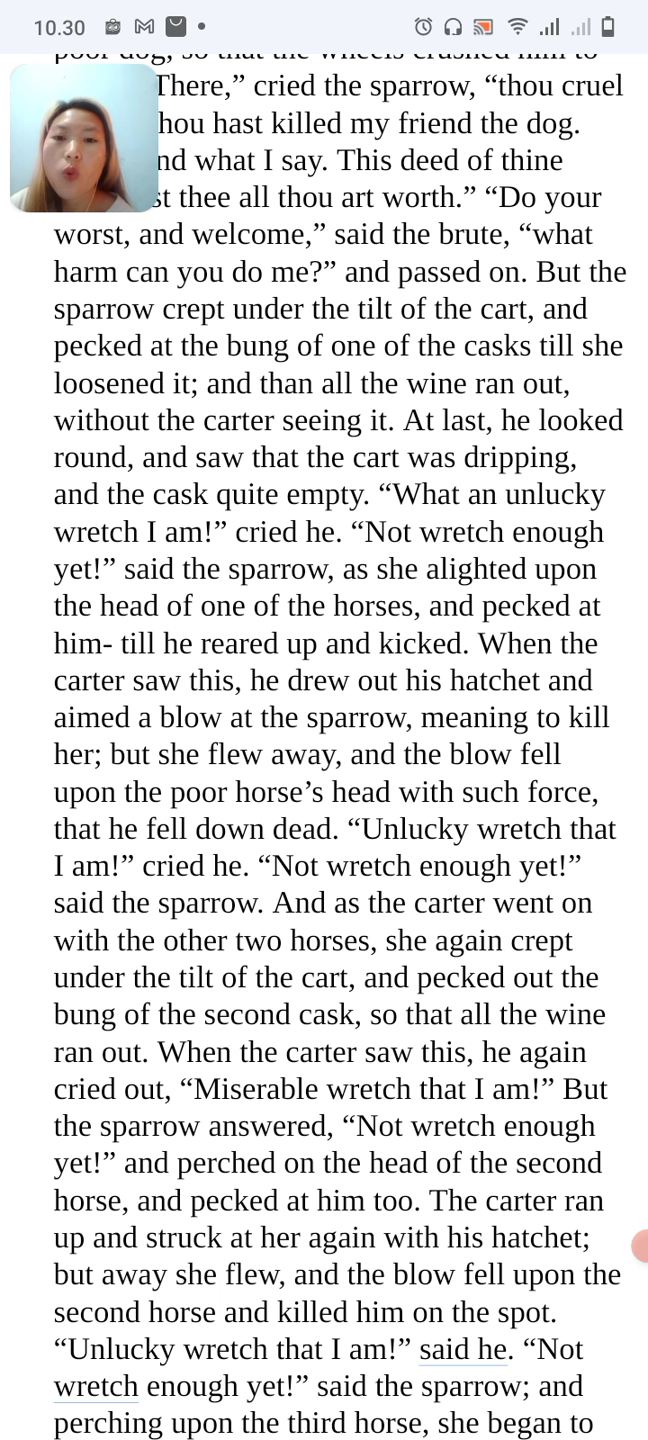 10.30
poor dog, so that the wheels crushed him to
There,” cried the sparrow, “thou cruel
hou hast killed my friend the dog.
nd what I say. This deed of thine
st thee all thou art worth.” “Do your
worst, and welcome,” said the brute, “what
harm can you do me?” and passed on. But the
sparrow crept under the tilt of the cart, and
pecked at the bung of one of the casks till she
loosened it; and than all the wine ran out,
without the carter seeing it. At last, he looked
round, and saw that the cart was dripping,
and the cask quite empty. “What an unlucky
wretch I am!” cried he. “Not wretch enough
yet!” said the sparrow, as she alighted upon
the head of one of the horses, and pecked at
him- till he reared up and kicked. When the
carter saw this, he drew out his hatchet and
aimed a blow at the sparrow, meaning to kill
her; but she flew away, and the blow fell
upon the poor horse’s head with such force,
that he fell down dead. “Unlucky wretch that
I am!” cried he. “Not wretch enough yet!”
said the sparrow. And as the carter went on
with the other two horses, she again crept
under the tilt of the cart, and pecked out the
bung of the second cask, so that all the wine
ran out. When the carter saw this, he again
cried out, “Miserable wretch that I am!” But
the sparrow answered, “Not wretch enough
yet!” and perched on the head of the second
horse, and pecked at him too. The carter ran
up and struck at her again with his hatchet;
but away she flew, and the blow fell upon the
second horse and killed him on the spot.
“Unlucky wretch that I am!” said he. “Not
wretch enough yet!” said the sparrow; and
perching upon the third horse, she began to